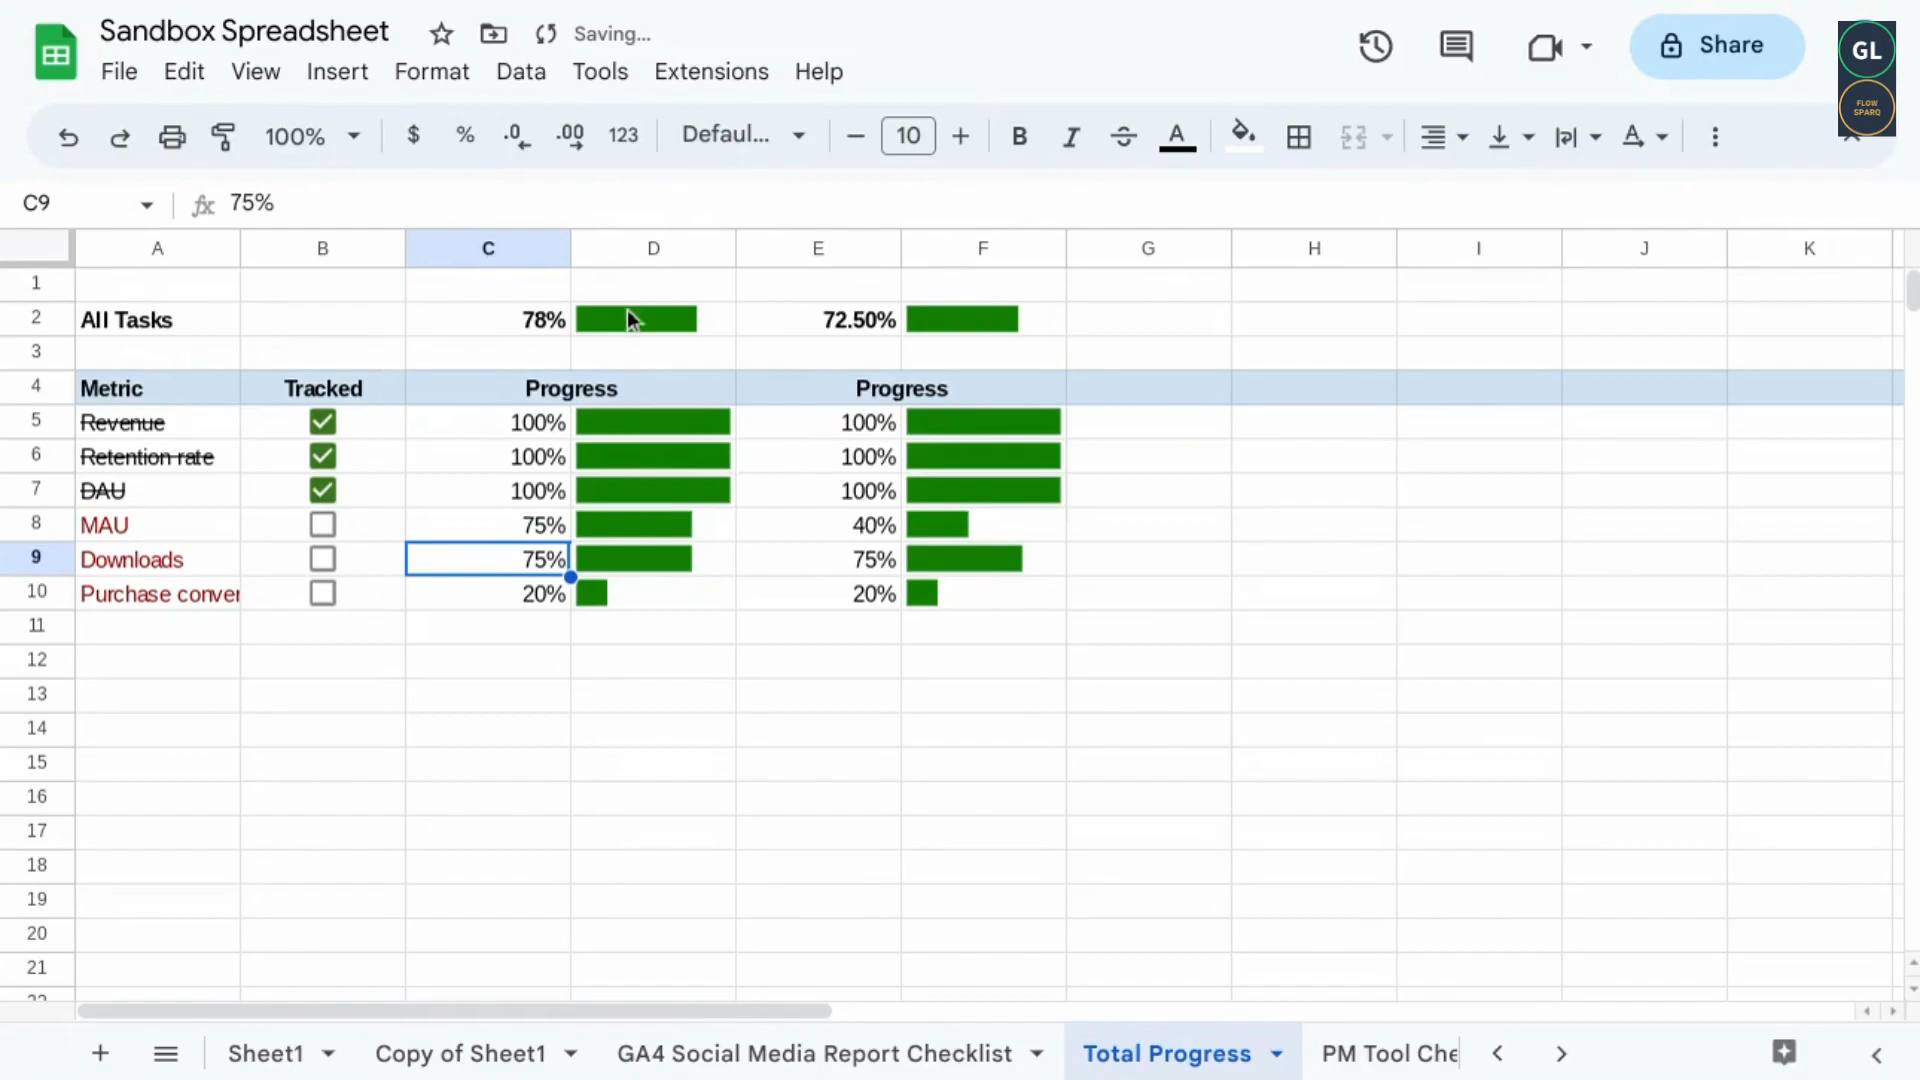 Sandbox Spreadsheet Saving...
File Edit View Insert Format Data Tools Extensions Help
Share
GL
FLOW
SPARQ
100% $ % .0 .00 123 Defaul... 10 B I A A
C9 fx 75%
A B C D E F G H I J K
1
2 All Tasks 78% 72.50%
3
4 Metric Tracked Progress Progress
5 Revenue 100% 100%
6 Retention rate 100% 100%
7 DAU 100% 100%
8 MAU 75% 40%
9 Downloads 75% 75%
10 Purchase conver 20% 20%
11
12
13
14
15
16
17
18
19
20
21
22
Sheet1 Copy of Sheet1 GA4 Social Media Report Checklist Total Progress PM Tool Che